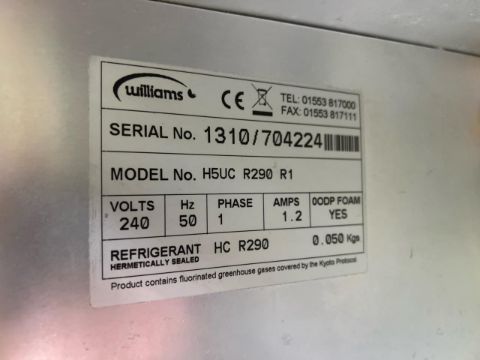 williams
CE
TEL: 01553 817000
FAX: 01553 817111
SERIAL No. 1310/704224
MODEL No. H5UC R290 R1
VOLTS Hz PHASE AMPS 0ODP FOAM
240 50 1 1.2 YES
REFRIGERANT HC R290 0.050 Kgs
HERMETICALLY SEALED
Product contains fluorinated greenhouse gases covered by the Kyoto Protocol